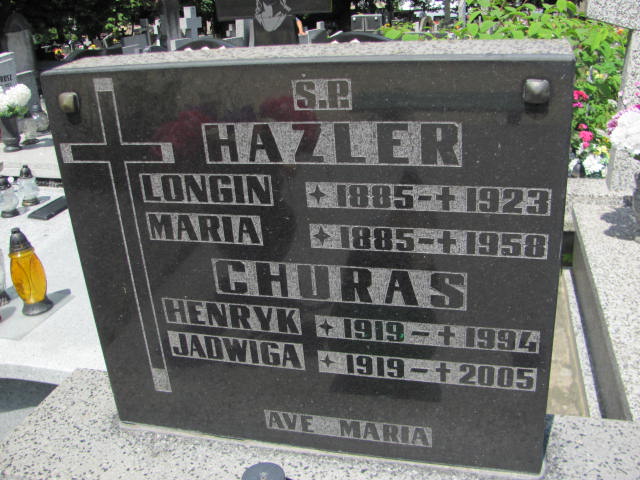 Ś.P.
HAZLER
LONGIN ✦ 1885-✝ 1923
MARIA ✦ 1885-✝ 1958
CHURAS
HENRYK ✦ 1919-✝ 1994
JADWIGA ✦ 1919-✝ 2005
AVE MARIA